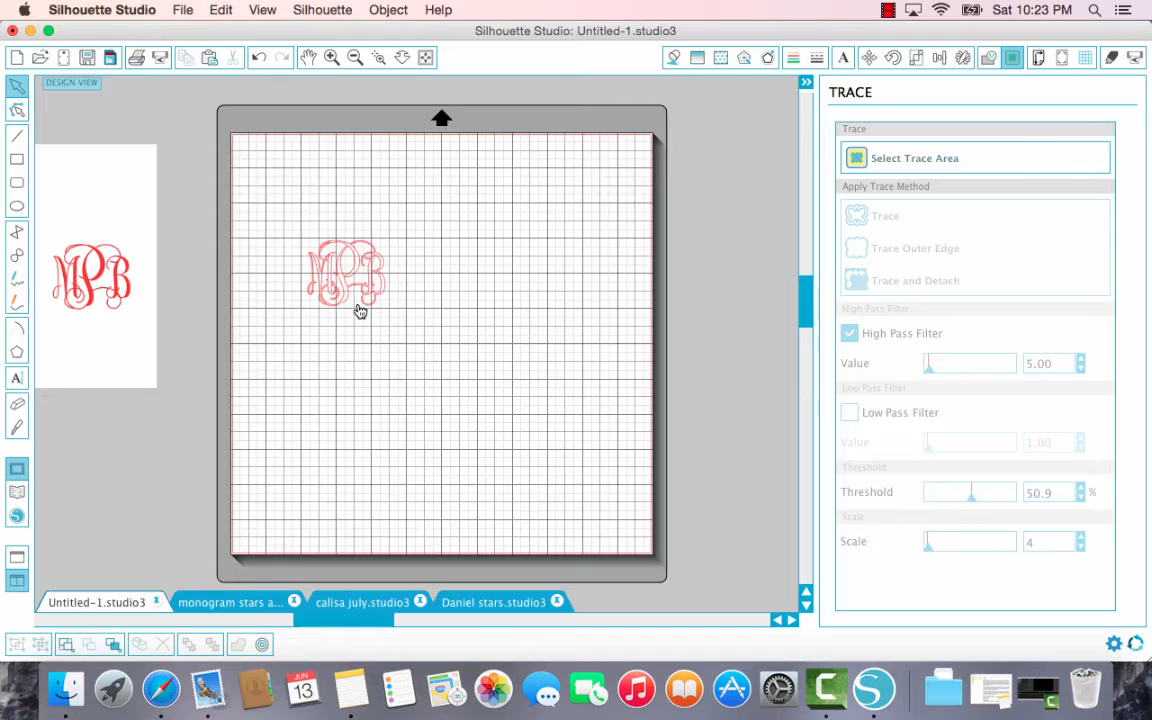 Silhouette Studio File Edit View Silhouette Object Help Sat 10:23 PM
Silhouette Studio: Untitled-1.studio3
DESIGN VIEW
TRACE
Trace
Select Trace Area
Apply Trace Method
Trace
Trace Outer Edge
Trace and Detach
High Pass Filter
High Pass Filter
Value 5.00
Low Pass Filter
Low Pass Filter
Value 1.00
Threshold
Threshold 50.9 %
Scale
Scale 4
MPB
MPB
Untitled-1.studio3 monogram stars a... calisa july.studio3 Daniel stars.studio3
JUN
13